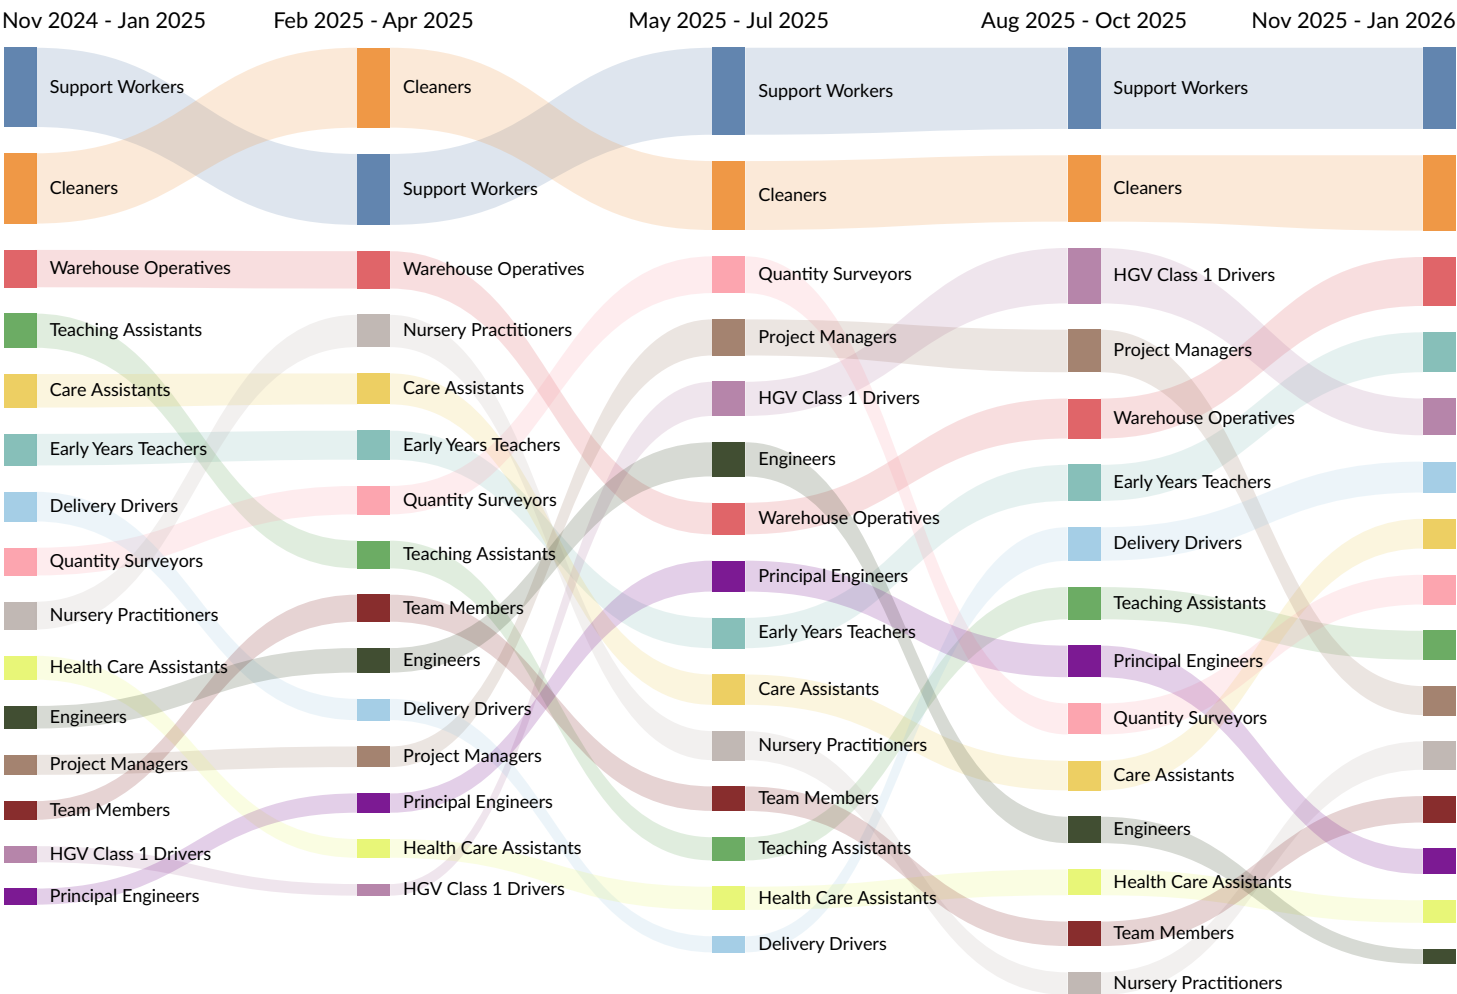 Nov 2024 - Jan 2025
Feb 2025 - Apr 2025
May 2025 - Jul 2025
Aug 2025 - Oct 2025
Nov 2025 - Jan 2026
Support Workers
Cleaners
Warehouse Operatives
Teaching Assistants
Care Assistants
Early Years Teachers
Delivery Drivers
Quantity Surveyors
Nursery Practitioners
Health Care Assistants
Engineers
Project Managers
Team Members
HGV Class 1 Drivers
Principal Engineers
Cleaners
Support Workers
Warehouse Operatives
Nursery Practitioners
Care Assistants
Early Years Teachers
Quantity Surveyors
Teaching Assistants
Team Members
Engineers
Delivery Drivers
Project Managers
Principal Engineers
Health Care Assistants
HGV Class 1 Drivers
Support Workers
Cleaners
Quantity Surveyors
Project Managers
HGV Class 1 Drivers
Engineers
Warehouse Operatives
Principal Engineers
Early Years Teachers
Care Assistants
Nursery Practitioners
Team Members
Teaching Assistants
Health Care Assistants
Delivery Drivers
Support Workers
Cleaners
HGV Class 1 Drivers
Project Managers
Warehouse Operatives
Early Years Teachers
Delivery Drivers
Teaching Assistants
Principal Engineers
Quantity Surveyors
Care Assistants
Engineers
Health Care Assistants
Team Members
Nursery Practitioners